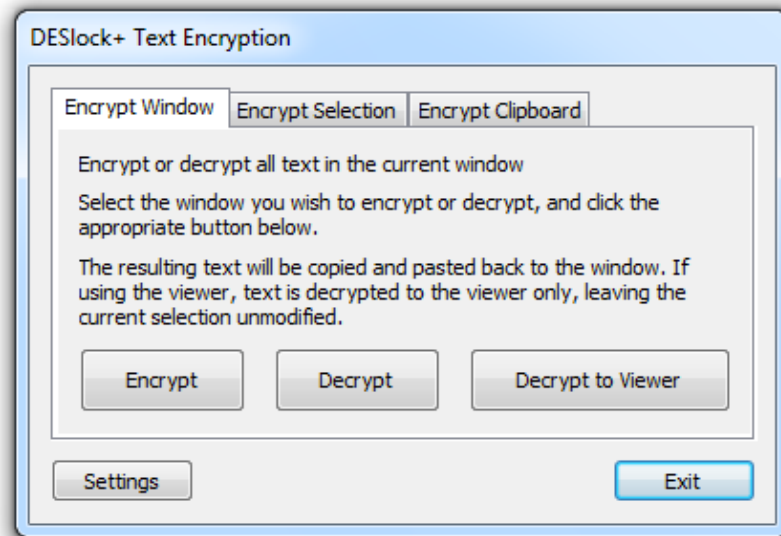 DESlock+ Text Encryption
Encrypt Window
Encrypt Selection
Encrypt Clipboard
Encrypt or decrypt all text in the current window
Select the window you wish to encrypt or decrypt, and click the
appropriate button below.
The resulting text will be copied and pasted back to the window. If
using the viewer, text is decrypted to the viewer only, leaving the
current selection unmodified.
Encrypt
Decrypt
Decrypt to Viewer
Settings
Exit